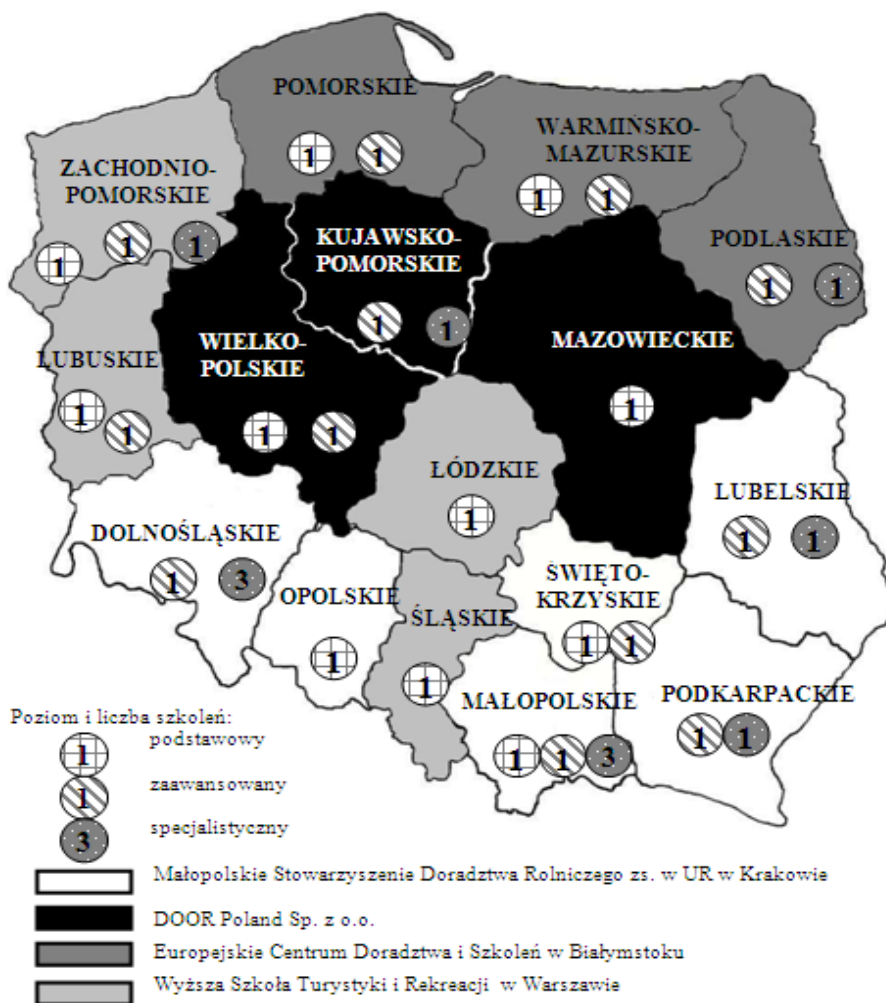 POMORSKIE
1 1
WARMIŃSKO-
MAZURSKIE
1 1
ZACHODNIO-
POMORSKIE
1 1 1
KUJAWSKO-
POMORSKIE
1 1
PODLASKIE
1 1
WIELKO-
POLSKIE
1 1
MAZOWIECKIE
1
LUBUSKIE
1 1
ŁÓDZKIE
1
LUBELSKIE
1 1
DOLNOŚLĄSKIE
1 3
OPOLSKIE
1
ŚLĄSKIE
1
ŚWIĘTO-
KRZYSKIE
1 1
MAŁOPOLSKIE
1 1 3
PODKARPACKIE
1 1
Poziom i liczba szkoleń:
1 podstawowy
1 zaawansowany
3 specjalistyczny
Małopolskie Stowarzyszenie Doradztwa Rolniczego zs. w UR w Krakowie
DOOR Poland Sp. z o.o.
Europejskie Centrum Doradztwa i Szkoleń w Białymstoku
Wyższa Szkoła Turystyki i Rekreacji w Warszawie